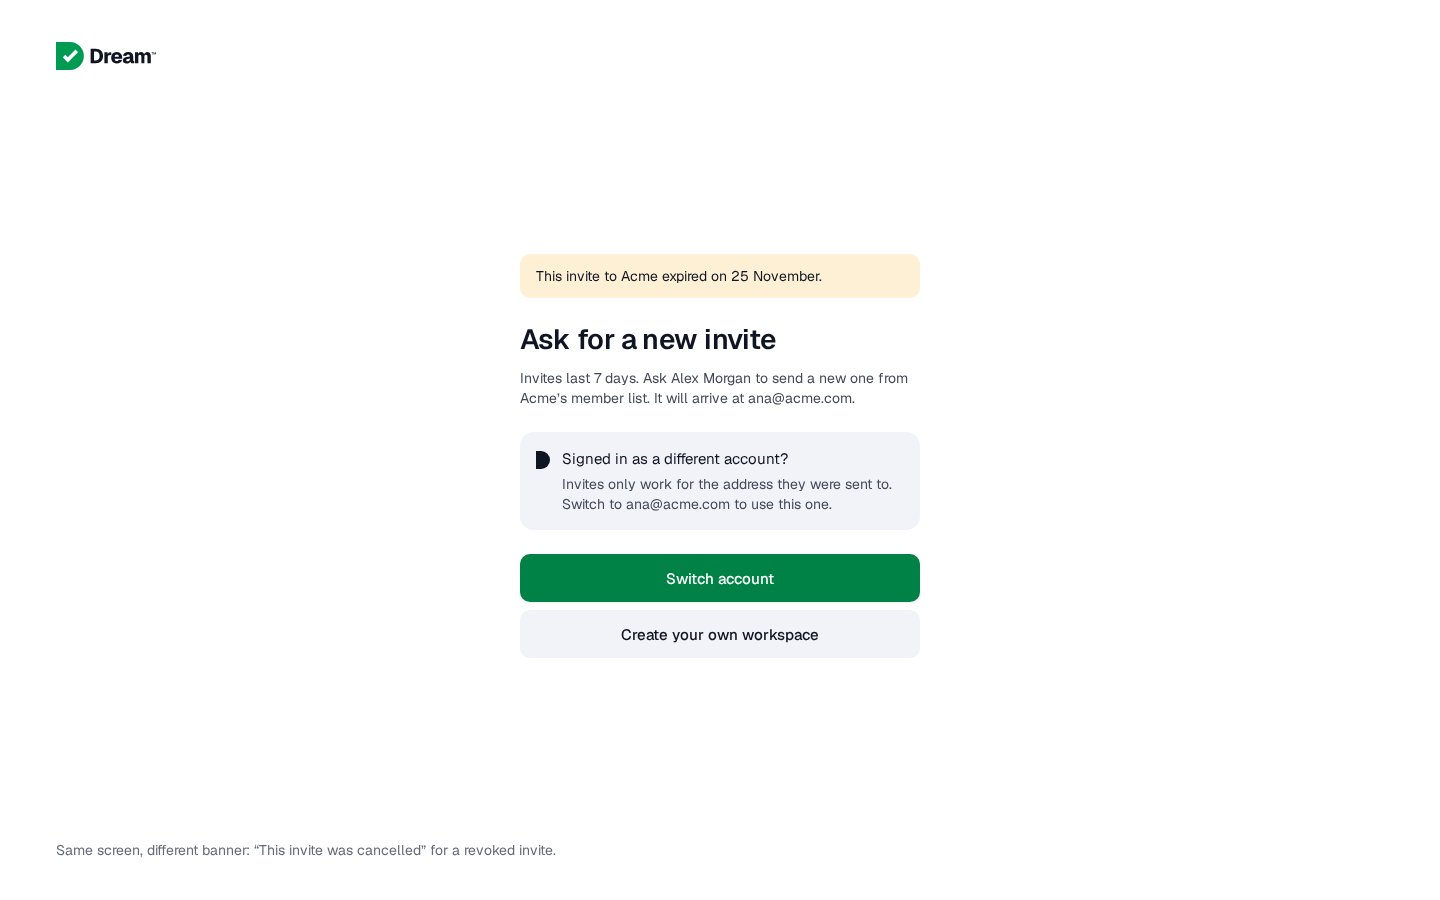 Dream™
This invite to Acme expired on 25 November.
Ask for a new invite
Invites last 7 days. Ask Alex Morgan to send a new one from
Acme's member list. It will arrive at ana@acme.com.
Signed in as a different account?
Invites only work for the address they were sent to.
Switch to ana@acme.com to use this one.
Switch account
Create your own workspace
Same screen, different banner: “This invite was cancelled” for a revoked invite.